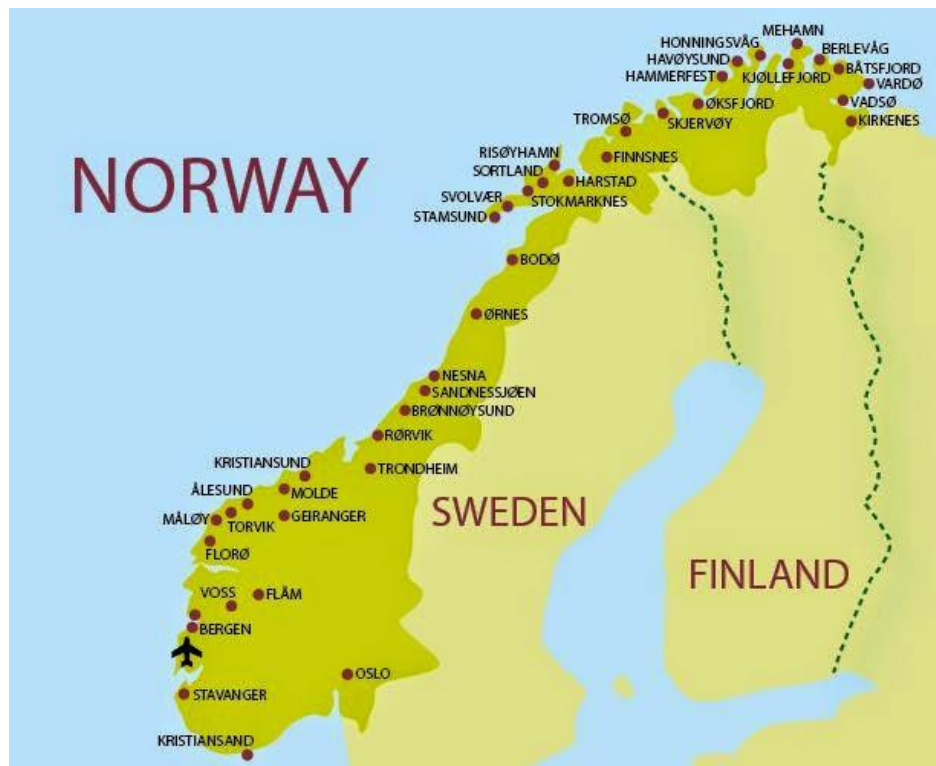 MEHAMN
HONNINGSVÅG
BERLEVÅG
HAVØYSUND
BÅTSFJORD
HAMMERFEST
KJØLLEFJORD
VARDØ
ØKSFJORD
VADSØ
TROMSØ
SKJERVØY
KIRKENES
RISØYHAMN
FINNSNES
NORWAY
SORTLAND
HARSTAD
SVOLVÆR
STOKMARKNES
STAMSUND
BODØ
ØRNES
NESNA
SANDNESSJØEN
BRØNNØYSUND
RØRVIK
KRISTIANSUND
TRONDHEIM
ÅLESUND
MOLDE
SWEDEN
MÅLØY
GEIRANGER
TORVIK
FLORØ
FINLAND
VOSS
FLÅM
BERGEN
OSLO
STAVANGER
KRISTIANSAND